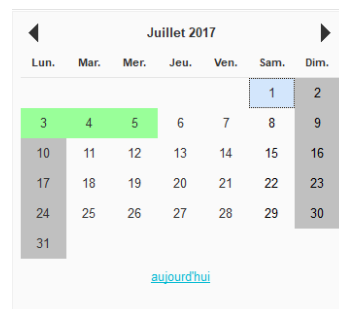 Juillet 2017
Lun. Mar. Mer. Jeu. Ven. Sam. Dim.
1 2
3 4 5 6 7 8 9
10 11 12 13 14 15 16
17 18 19 20 21 22 23
24 25 26 27 28 29 30
31
aujourd'hui